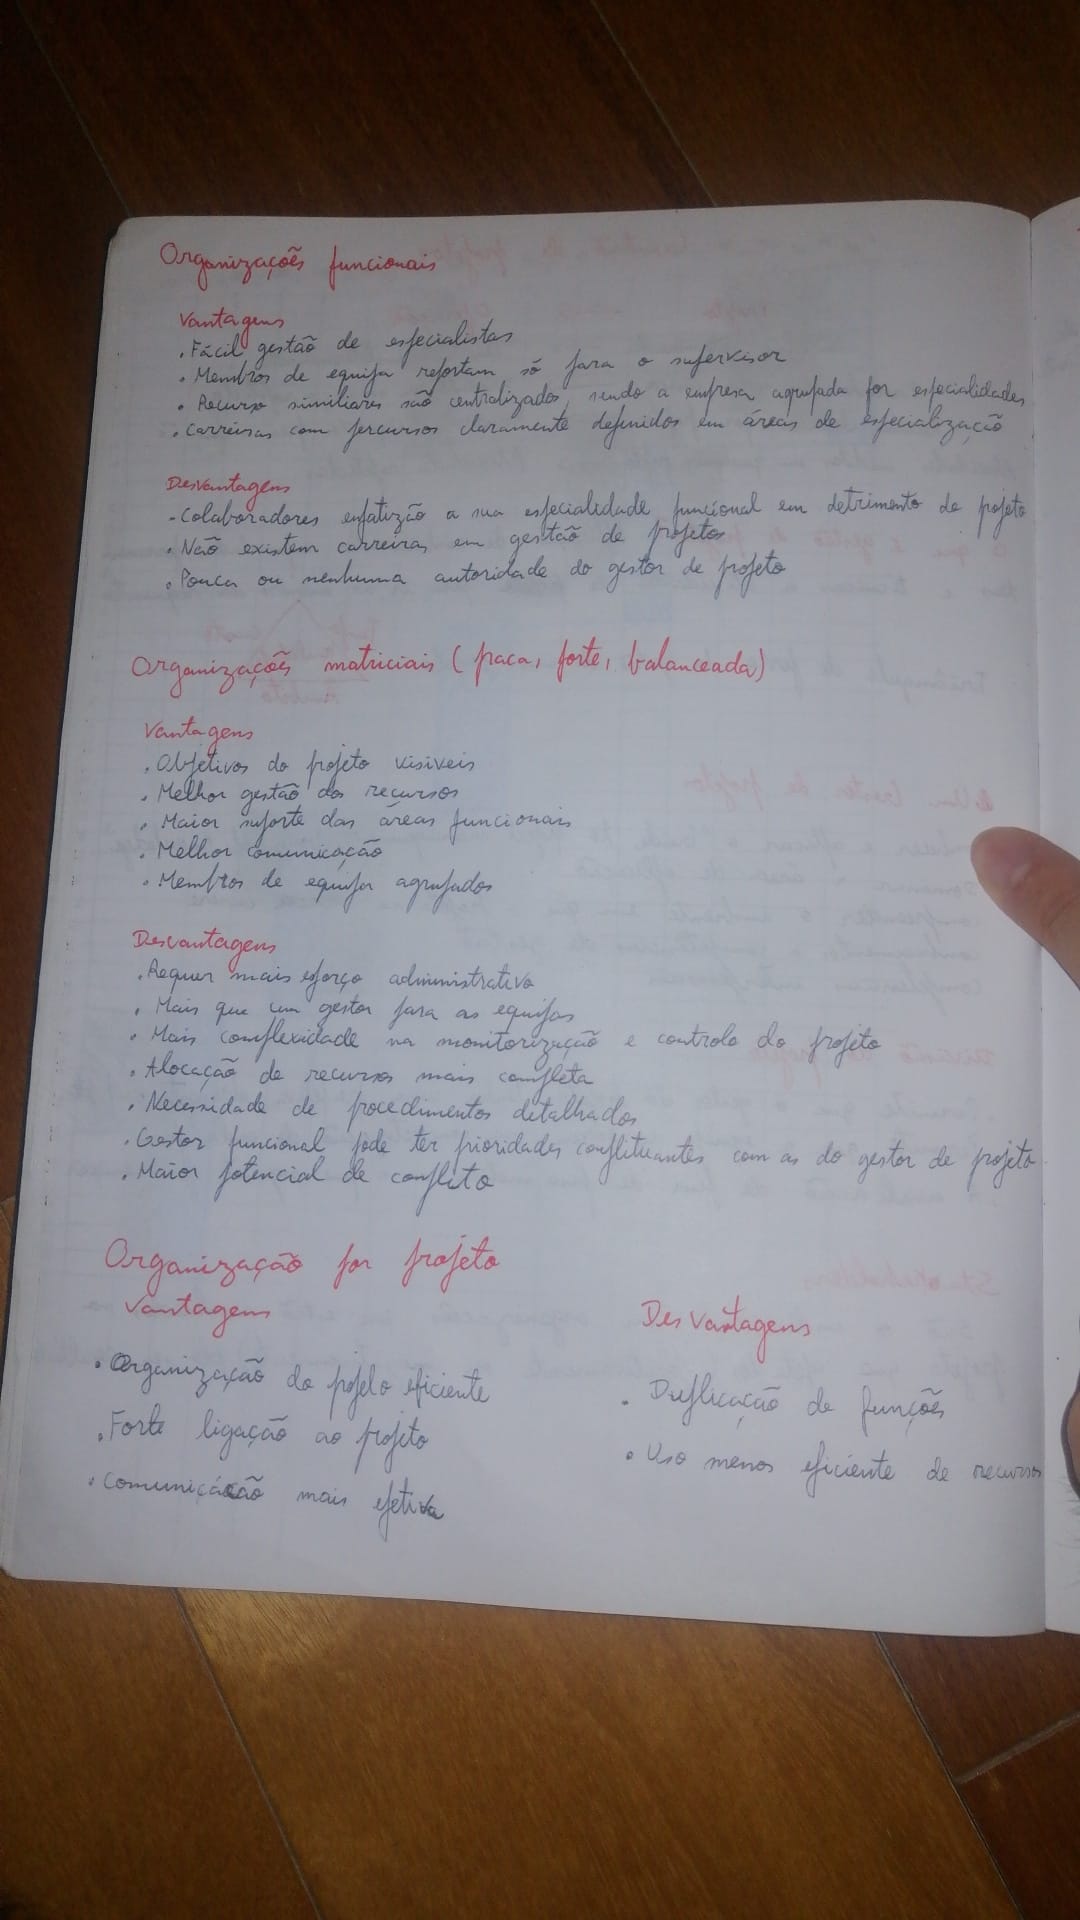 Organizações funcionais
Vantagens
. Fácil gestão de especialistas
. Membros de equipa reportam só para o supervisor
. Recurso similiares são centralizados, sendo a empresa agrupada por especialidades
. Carreiras com percursos claramente definidos em áreas de especialização
Desvantagens
- Colaboradores enfatizão a sua especialidade funcional em detrimento do projeto
. Não existem carreiras em gestão de projetos
. Pouca ou nenhuma autoridade do gestor de projeto
Organizações matriciais (fraca, forte, balanceada)
Vantagens
. Objetivos do projeto visiveis
. Melhor gestão dos recursos
. Maior suporte das áreas funcionais
. Melhor comunicação
. Membros de equipa agrupados
Desvantagens
. Requer mais esforço administrativo
. Mais que um gestor para as equipas
. Mais complexidade na monitorização e controlo do projeto
. Alocação de recursos mais completa
. Necessidade de procedimentos detalhados
. Gestor funcional pode ter prioridades conflituantes com as do gestor de projeto
. Maior potencial de conflito
Organização por projeto
Vantagens
. Organização do projeto eficiente
. Forte ligação ao projeto
. Comunicação mais efetiva
Desvantagens
. Duplicação de funções
. Uso menos eficiente de recursos